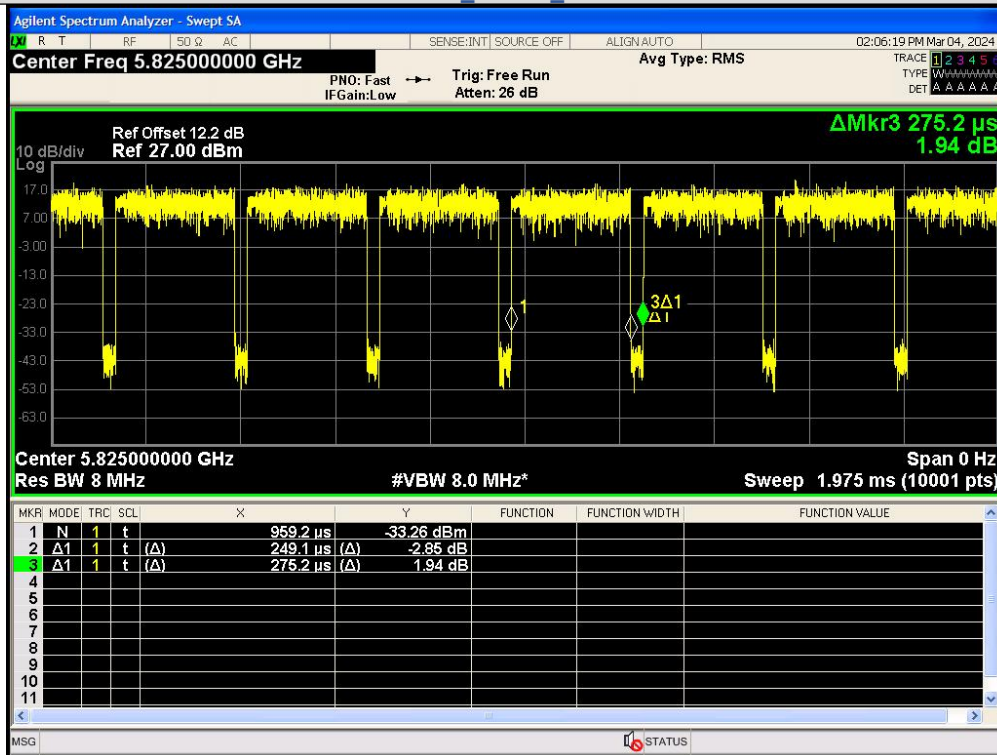 Agilent Spectrum Analyzer - Swept SA
LXI R T RF 50 Ω AC SENSE:INT SOURCE OFF ALIGN AUTO 02:06:19 PM Mar 04, 2024
Center Freq 5.825000000 GHz Avg Type: RMS TRACE 1 2 3 4 5 6
PNO: Fast Trig: Free Run TYPE W
IFGain:Low Atten: 26 dB DET A A A A A A
ΔMkr3 275.2 µs
1.94 dB
Ref Offset 12.2 dB
10 dB/div Ref 27.00 dBm
Log
17.0
7.00
-3.00
-13.0
-23.0
-33.0
-43.0
-53.0
-63.0
1
3Δ1
Center 5.825000000 GHz Span 0 Hz
Res BW 8 MHz #VBW 8.0 MHz* Sweep 1.975 ms (10001 pts)
MKR MODE TRC SCL X Y FUNCTION FUNCTION WIDTH FUNCTION VALUE
1 N 1 t 959.2 µs -33.26 dBm
2 Δ1 1 t (Δ) 249.1 µs (Δ) -2.85 dB
3 Δ1 1 t (Δ) 275.2 µs (Δ) 1.94 dB
4
5
6
7
8
9
10
11
MSG STATUS